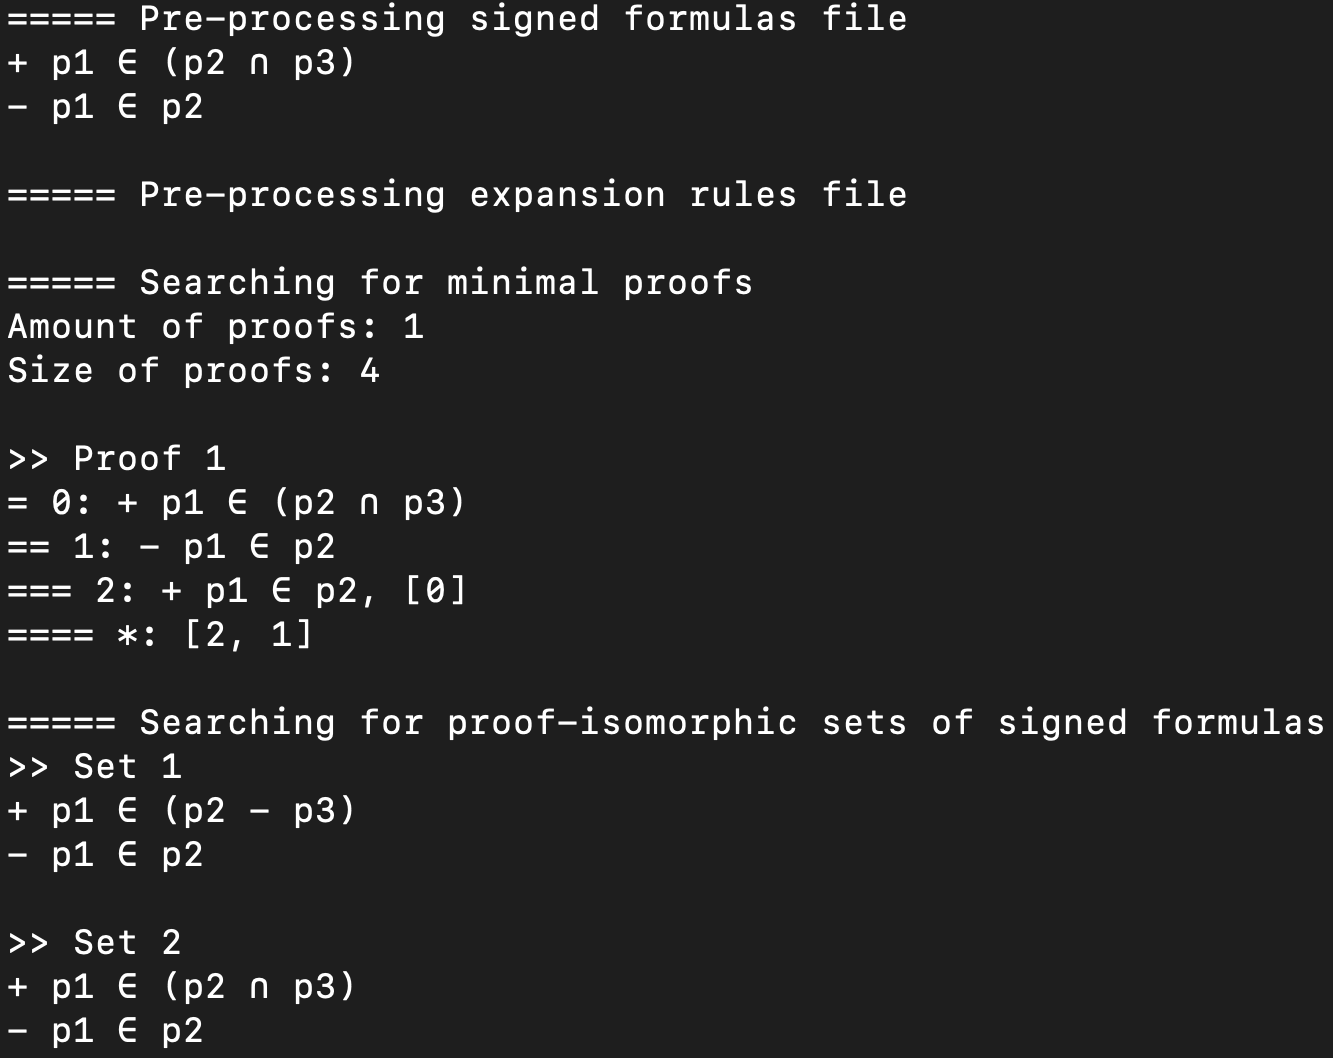 ===== Pre-processing signed formulas file
+ p1 ∈ (p2 ∩ p3)
- p1 ∈ p2
===== Pre-processing expansion rules file
===== Searching for minimal proofs
Amount of proofs: 1
Size of proofs: 4
>> Proof 1
= 0: + p1 ∈ (p2 ∩ p3)
== 1: - p1 ∈ p2
=== 2: + p1 ∈ p2, [0]
==== *: [2, 1]
===== Searching for proof-isomorphic sets of signed formulas
>> Set 1
+ p1 ∈ (p2 - p3)
- p1 ∈ p2
>> Set 2
+ p1 ∈ (p2 ∩ p3)
- p1 ∈ p2